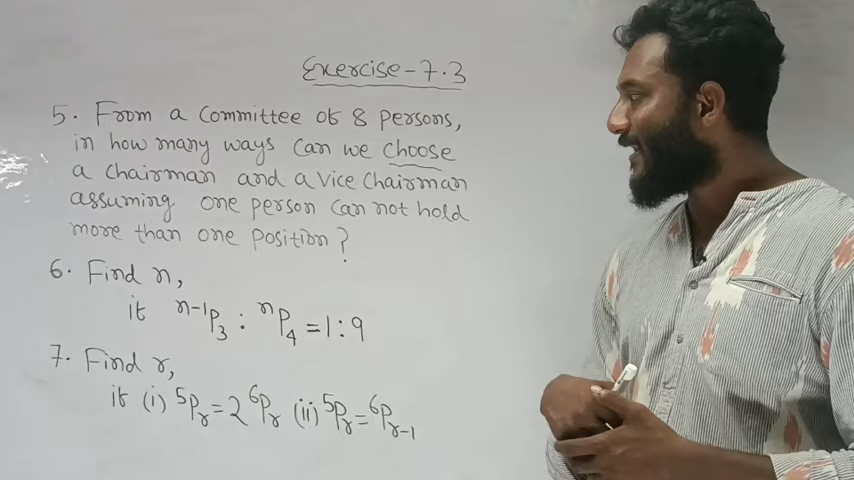 Exercise-7.3
5. From a Committee of 8 persons,
in how many ways can we choose
a chairman and a vice chairman
assuming one person can not hold
more than one position?
6. Find n,
if ⁿ⁻¹P₃ : ⁿP₄ = 1:9
7. Find r,
if (i) ⁵Pᵣ = 2 ⁶Pᵣ (ii) ⁵Pᵣ = ⁶Pᵣ₋₁